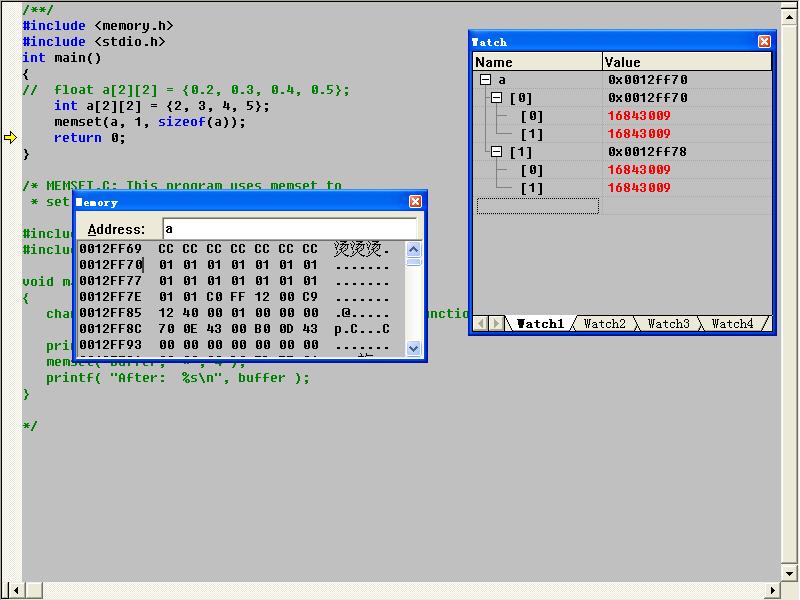 /**/
#include <memory.h>
#include <stdio.h>
int main()
{
//  float a[2][2] = {0.2, 0.3, 0.4, 0.5};
    int a[2][2] = {2, 3, 4, 5};
    memset(a, 1, sizeof(a));
    return 0;
}
/* MEMSET.C: This program uses memset to
 * set
#includ
#includ
void m
{
   cha
functio
   pri
   memset( buffer, '*', 4 );
   printf( "After:  %s\n", buffer );
}
*/
Memory
Address: a
0012FF69 CC CC CC CC CC CC CC 烫烫烫.
0012FF70 01 01 01 01 01 01 01 .......
0012FF77 01 01 01 01 01 01 01 .......
0012FF7E 01 01 C0 FF 12 00 C9
0012FF85 12 40 00 01 00 00 00 .@.....
0012FF8C 70 0E 43 00 B0 0D 43 p.C...C
0012FF93 00 00 00 00 00 00 00 .......
Watch
Name Value
a 0x0012ff70
[0] 0x0012ff70
[0] 16843009
[1] 16843009
[1] 0x0012ff78
[0] 16843009
[1] 16843009
Watch1 Watch2 Watch3 Watch4